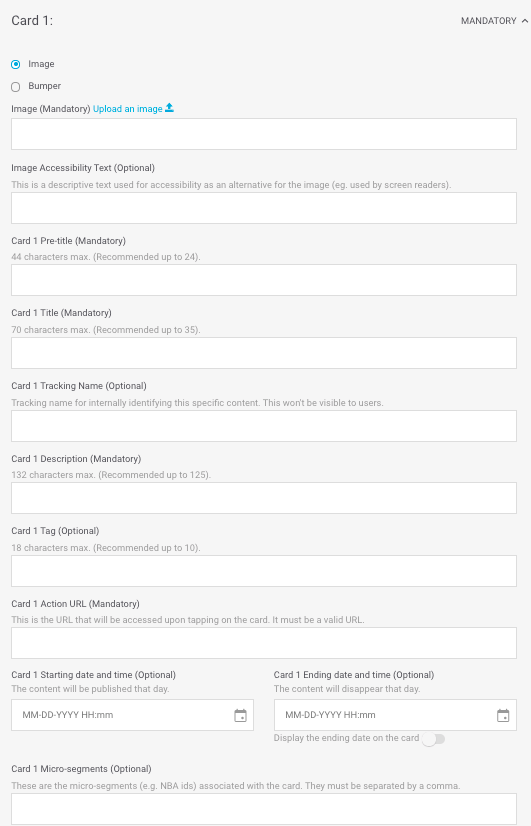 Card 1:
MANDATORY
Image
Bumper
Image (Mandatory) Upload an image
Image Accessibility Text (Optional)
This is a descriptive text used for accessibility as an alternative for the image (eg. used by screen readers).
Card 1 Pre-title (Mandatory)
44 characters max. (Recommended up to 24).
Card 1 Title (Mandatory)
70 characters max. (Recommended up to 35).
Card 1 Tracking Name (Optional)
Tracking name for internally identifying this specific content. This won't be visible to users.
Card 1 Description (Mandatory)
132 characters max. (Recommended up to 125).
Card 1 Tag (Optional)
18 characters max. (Recommended up to 10).
Card 1 Action URL (Mandatory)
This is the URL that will be accessed upon tapping on the card. It must be a valid URL.
Card 1 Starting date and time (Optional)
The content will be published that day.
MM-DD-YYYY HH:mm
Card 1 Ending date and time (Optional)
The content will disappear that day.
MM-DD-YYYY HH:mm
Display the ending date on the card
Card 1 Micro-segments (Optional)
These are the micro-segments (e.g. NBA ids) associated with the card. They must be separated by a comma.